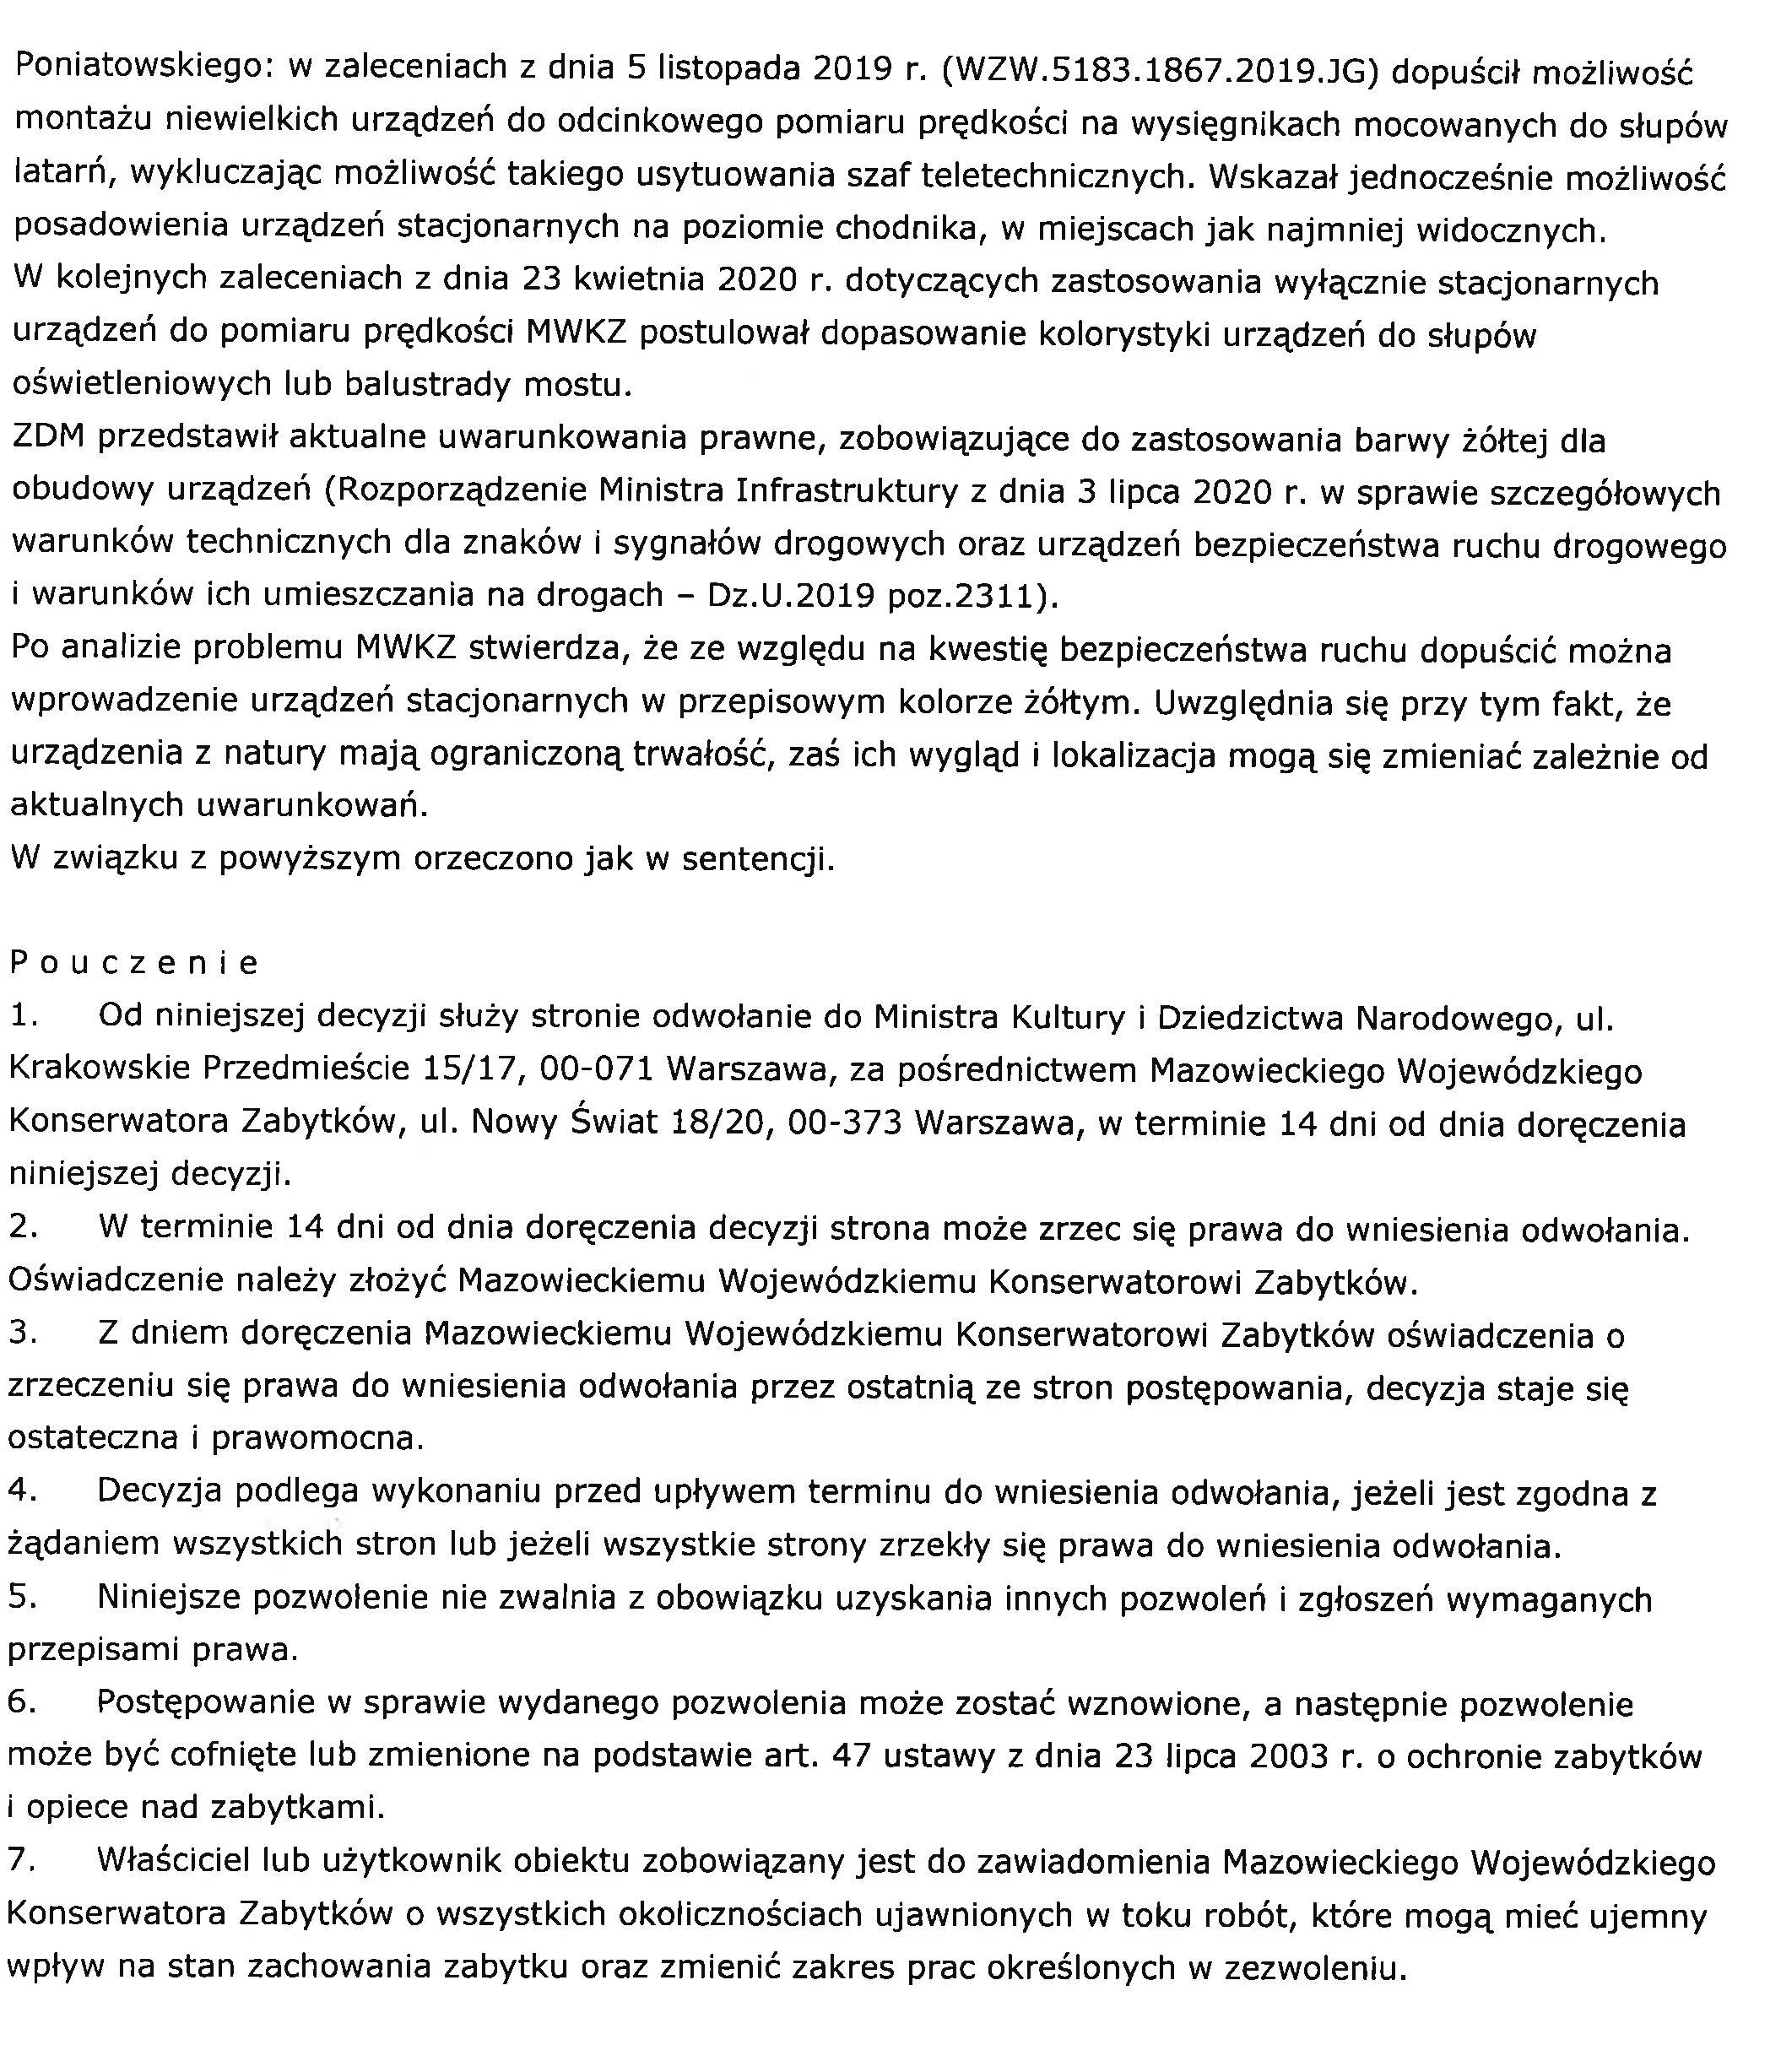 Poniatowskiego: w zaleceniach z dnia 5 listopada 2019 r. (WZW.5183.1867.2019.JG) dopuścił możliwość
montażu niewielkich urządzeń do odcinkowego pomiaru prędkości na wysięgnikach mocowanych do słupów
latarń, wykluczając możliwość takiego usytuowania szaf teletechnicznych. Wskazał jednocześnie możliwość
posadowienia urządzeń stacjonarnych na poziomie chodnika, w miejscach jak najmniej widocznych.
W kolejnych zaleceniach z dnia 23 kwietnia 2020 r. dotyczących zastosowania wyłącznie stacjonarnych
urządzeń do pomiaru prędkości MWKZ postulował dopasowanie kolorystyki urządzeń do słupów
oświetleniowych lub balustrady mostu.
ZDM przedstawił aktualne uwarunkowania prawne, zobowiązujące do zastosowania barwy żółtej dla
obudowy urządzeń (Rozporządzenie Ministra Infrastruktury z dnia 3 lipca 2020 r. w sprawie szczegółowych
warunków technicznych dla znaków i sygnałów drogowych oraz urządzeń bezpieczeństwa ruchu drogowego
i warunków ich umieszczania na drogach – Dz.U.2019 poz.2311).
Po analizie problemu MWKZ stwierdza, że ze względu na kwestię bezpieczeństwa ruchu dopuścić można
wprowadzenie urządzeń stacjonarnych w przepisowym kolorze żółtym. Uwzględnia się przy tym fakt, że
urządzenia z natury mają ograniczoną trwałość, zaś ich wygląd i lokalizacja mogą się zmieniać zależnie od
aktualnych uwarunkowań.
W związku z powyższym orzeczono jak w sentencji.
P o u c z e n i e
1. Od niniejszej decyzji służy stronie odwołanie do Ministra Kultury i Dziedzictwa Narodowego, ul.
Krakowskie Przedmieście 15/17, 00-071 Warszawa, za pośrednictwem Mazowieckiego Wojewódzkiego
Konserwatora Zabytków, ul. Nowy Świat 18/20, 00-373 Warszawa, w terminie 14 dni od dnia doręczenia
niniejszej decyzji.
2. W terminie 14 dni od dnia doręczenia decyzji strona może zrzec się prawa do wniesienia odwołania.
Oświadczenie należy złożyć Mazowieckiemu Wojewódzkiemu Konserwatorowi Zabytków.
3. Z dniem doręczenia Mazowieckiemu Wojewódzkiemu Konserwatorowi Zabytków oświadczenia o
zrzeczeniu się prawa do wniesienia odwołania przez ostatnią ze stron postępowania, decyzja staje się
ostateczna i prawomocna.
4. Decyzja podlega wykonaniu przed upływem terminu do wniesienia odwołania, jeżeli jest zgodna z
żądaniem wszystkich stron lub jeżeli wszystkie strony zrzekły się prawa do wniesienia odwołania.
5. Niniejsze pozwolenie nie zwalnia z obowiązku uzyskania innych pozwoleń i zgłoszeń wymaganych
przepisami prawa.
6. Postępowanie w sprawie wydanego pozwolenia może zostać wznowione, a następnie pozwolenie
może być cofnięte lub zmienione na podstawie art. 47 ustawy z dnia 23 lipca 2003 r. o ochronie zabytków
i opiece nad zabytkami.
7. Właściciel lub użytkownik obiektu zobowiązany jest do zawiadomienia Mazowieckiego Wojewódzkiego
Konserwatora Zabytków o wszystkich okolicznościach ujawnionych w toku robót, które mogą mieć ujemny
wpływ na stan zachowania zabytku oraz zmienić zakres prac określonych w zezwoleniu.